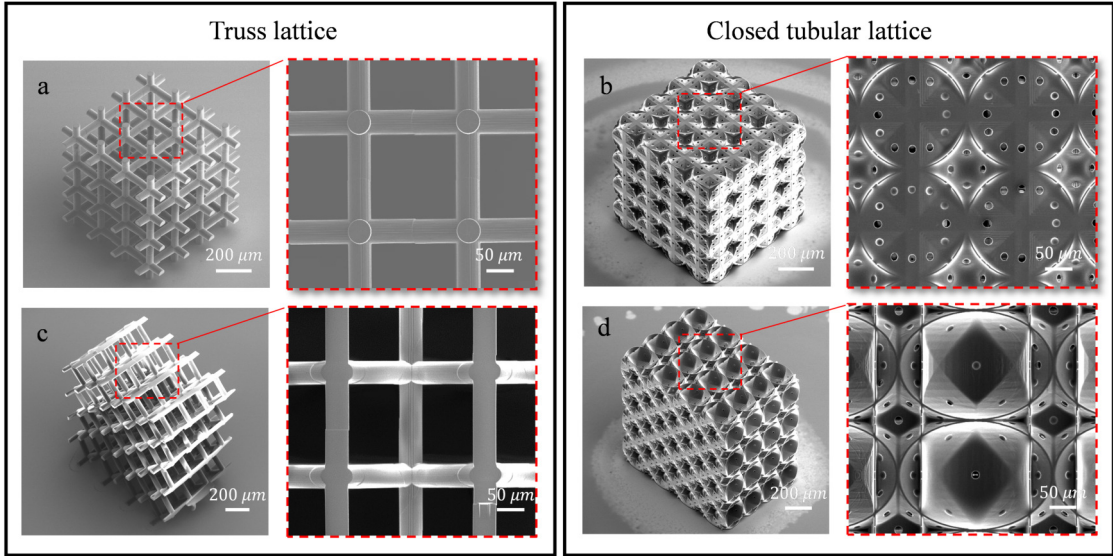 Truss lattice
Closed tubular lattice
a
200 μm
50 μm
b
200 μm
50 μm
c
200 μm
50 μm
d
200 μm
50 μm